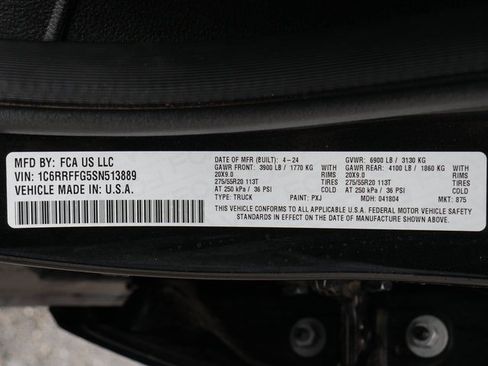 MFD BY: FCA US LLC
VIN: 1C6RRFFG5SN513889
VEHICLE MADE IN: U.S.A.
DATE OF MFR (BUILT): 4-24 GVWR: 6900 LB / 3130 KG
GAWR FRONT: 3900 LB / 1770 KG WITH GAWR REAR: 4100 LB / 1860 KG WITH
20X9.0 RIMS 20X9.0 RIMS
275/55R20 113T TIRES 275/55R20 113T TIRES
AT 250 kPa / 36 PSI COLD AT 250 kPa / 36 PSI COLD
TYPE: TRUCK PAINT: PXJ MDH: 041804 MKT: 875
THIS VEHICLE CONFORMS TO ALL APPLICABLE U.S.A. FEDERAL MOTOR VEHICLE SAFETY
STANDARDS IN EFFECT ON THE DATE OF MANUFACTURE SHOWN ABOVE